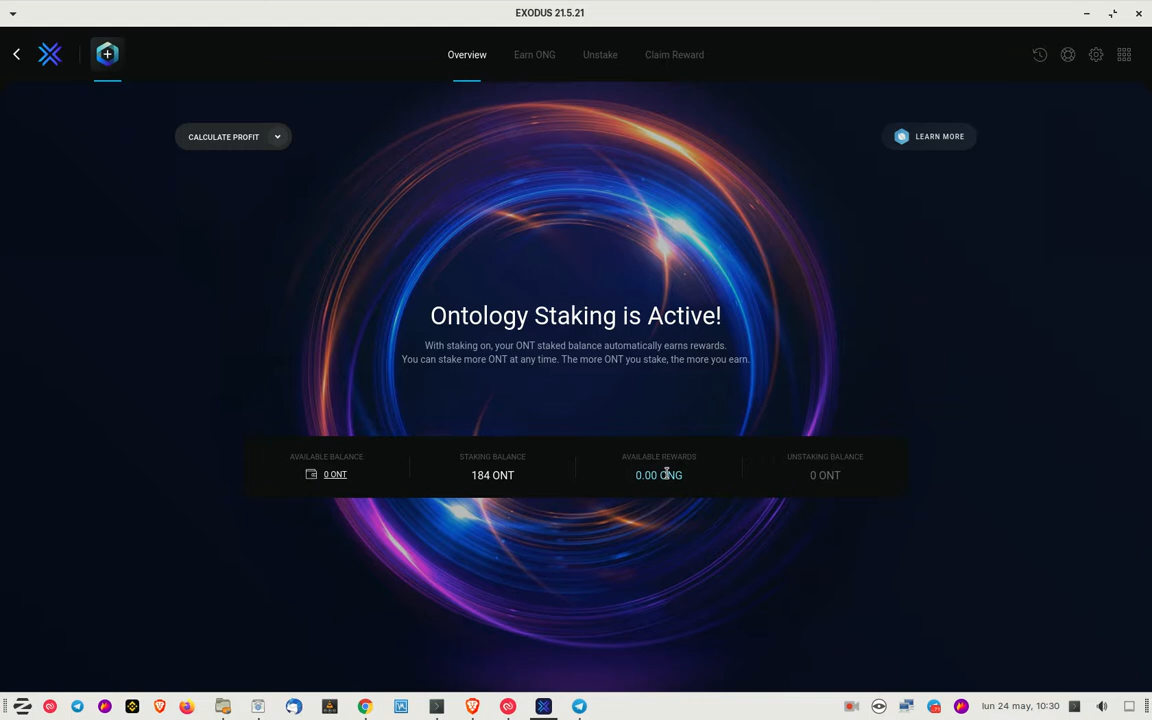 EXODUS 21.5.21
Overview
Earn ONG
Unstake
Claim Reward
CALCULATE PROFIT
LEARN MORE
Ontology Staking is Active!
With staking on, your ONT staked balance automatically earns rewards.
You can stake more ONT at any time. The more ONT you stake, the more you earn.
AVAILABLE BALANCE
0 ONT
STAKING BALANCE
184 ONT
AVAILABLE REWARDS
0.00 ONG
UNSTAKING BALANCE
0 ONT
lun 24 may, 10:30